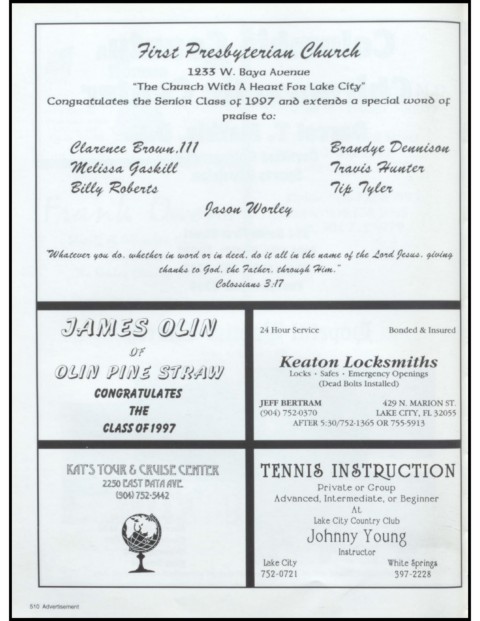 First Presbyterian Church
1233 W. Baya Avenue
"The Church With A Heart For Lake City"
Congratulates the Senior Class of 1997 and extends a special word of
praise to:
Clarence Brown, III
Brandye Dennison
Melissa Gaskill
Travis Hunter
Billy Roberts
Tip Tyler
Jason Worley
"Whatever you do, whether in word or in deed, do it all in the name of the Lord Jesus, giving
thanks to God, the Father, through Him."
Colossians 3:17
JAMES OLIN
OF
OLIN PINE STRAW
CONGRATULATES
THE
CLASS OF 1997
24 Hour Service
Bonded & Insured
Keaton Locksmiths
Locks - Safes - Emergency Openings
(Dead Bolts Installed)
JEFF BERTRAM
429 N. MARION ST.
(904) 752-0370
LAKE CITY, FL 32055
AFTER 5:30/752-1365 OR 755-5913
KAT'S TOUR & CRUISE CENTER
2230 EAST BAYA AVE.
(904) 752-5442
TENNIS INSTRUCTION
Private or Group
Advanced, Intermediate, or Beginner
At
Lake City Country Club
Johnny Young
Instructor
Lake City
White Springs
752-0721
397-2228
510 Advertisement